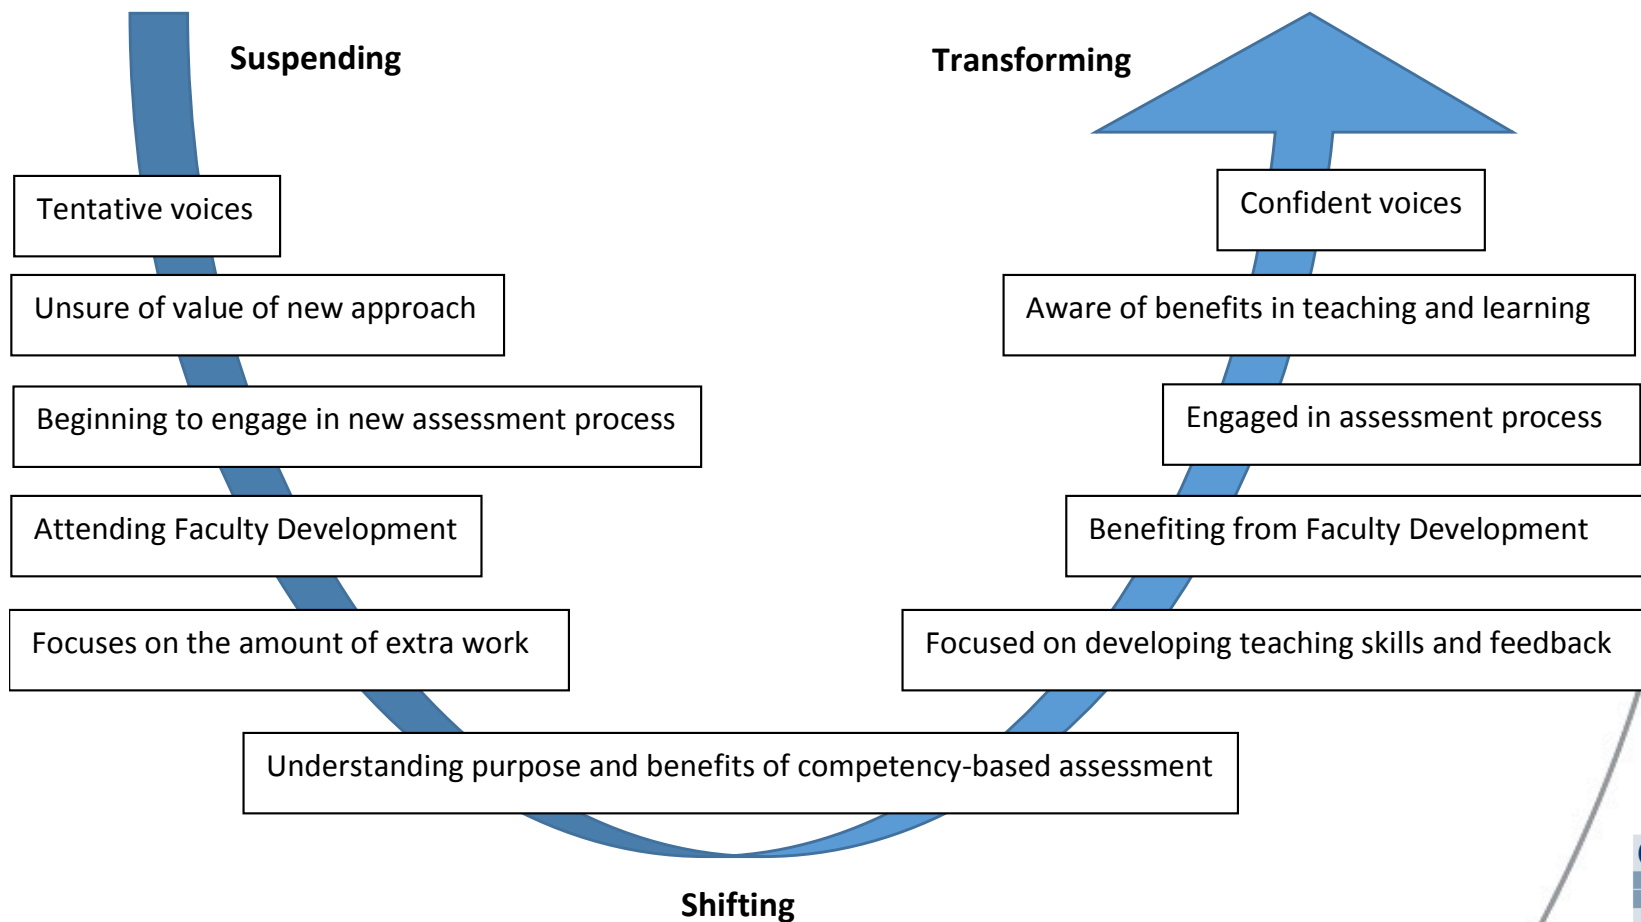 Suspending
Transforming
Tentative voices
Confident voices
Unsure of value of new approach
Aware of benefits in teaching and learning
Beginning to engage in new assessment process
Engaged in assessment process
Attending Faculty Development
Benefiting from Faculty Development
Focuses on the amount of extra work
Focused on developing teaching skills and feedback
Understanding purpose and benefits of competency-based assessment
Shifting